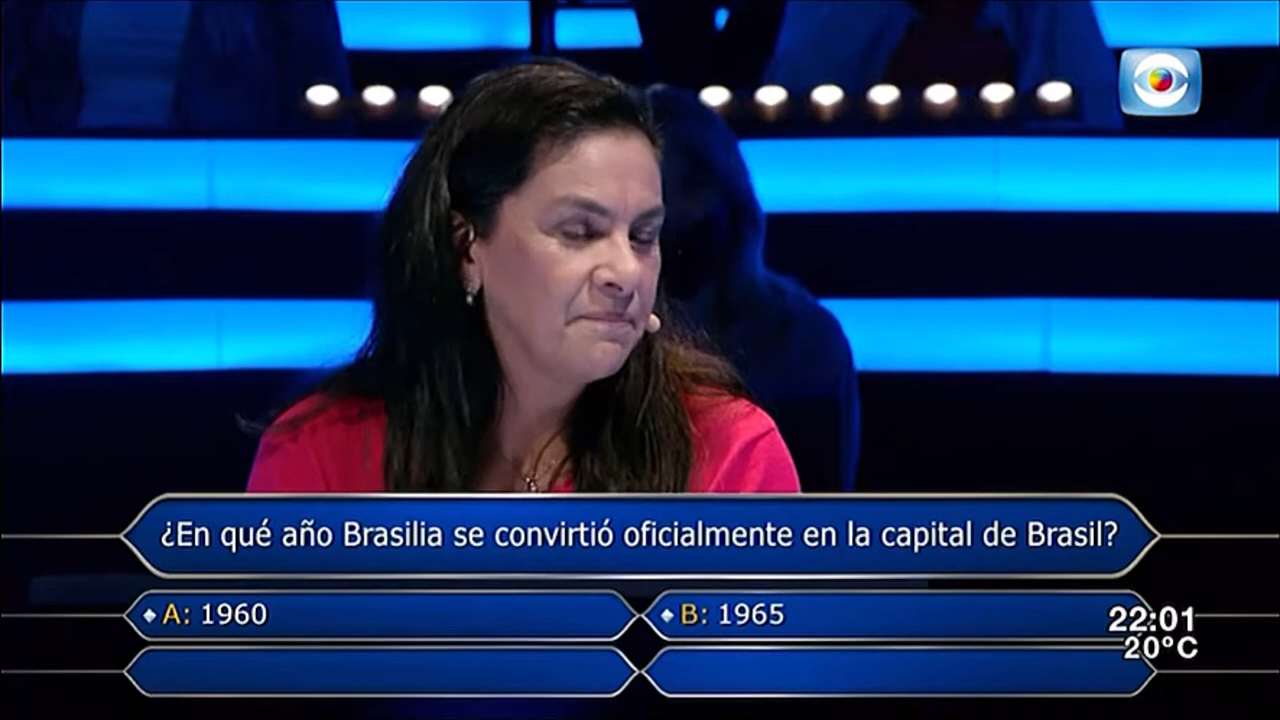 ¿En qué año Brasilia se convirtió oficialmente en la capital de Brasil?
A: 1960
B: 1965
22:01
20°C